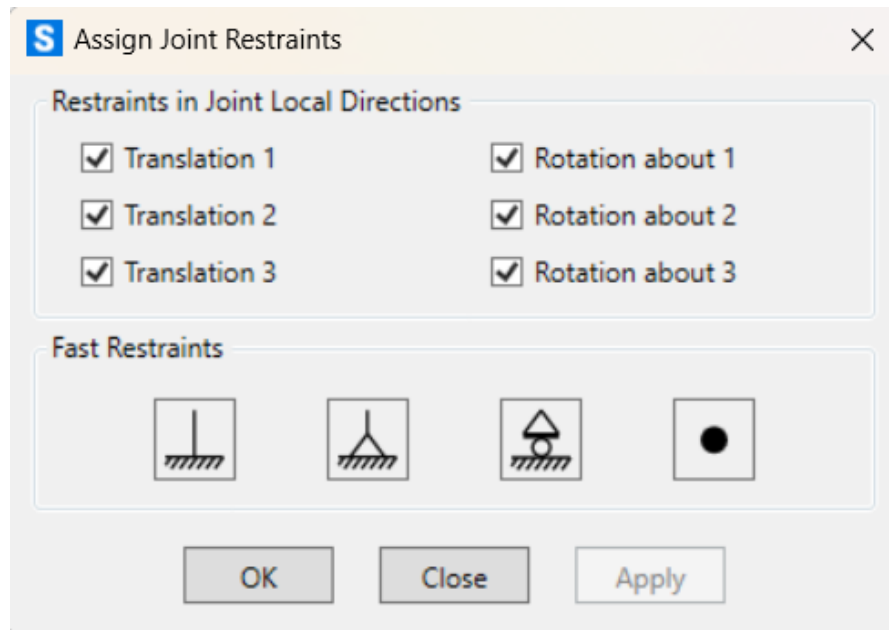 S Assign Joint Restraints
Restraints in Joint Local Directions
Translation 1
Rotation about 1
Translation 2
Rotation about 2
Translation 3
Rotation about 3
Fast Restraints
OK
Close
Apply